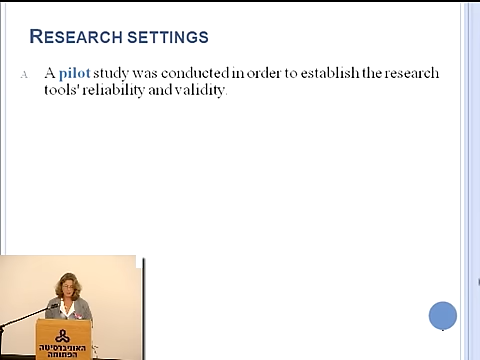 RESEARCH SETTINGS
A. A pilot study was conducted in order to establish the research
tools' reliability and validity.
האוניברסיטה
הפתוחה